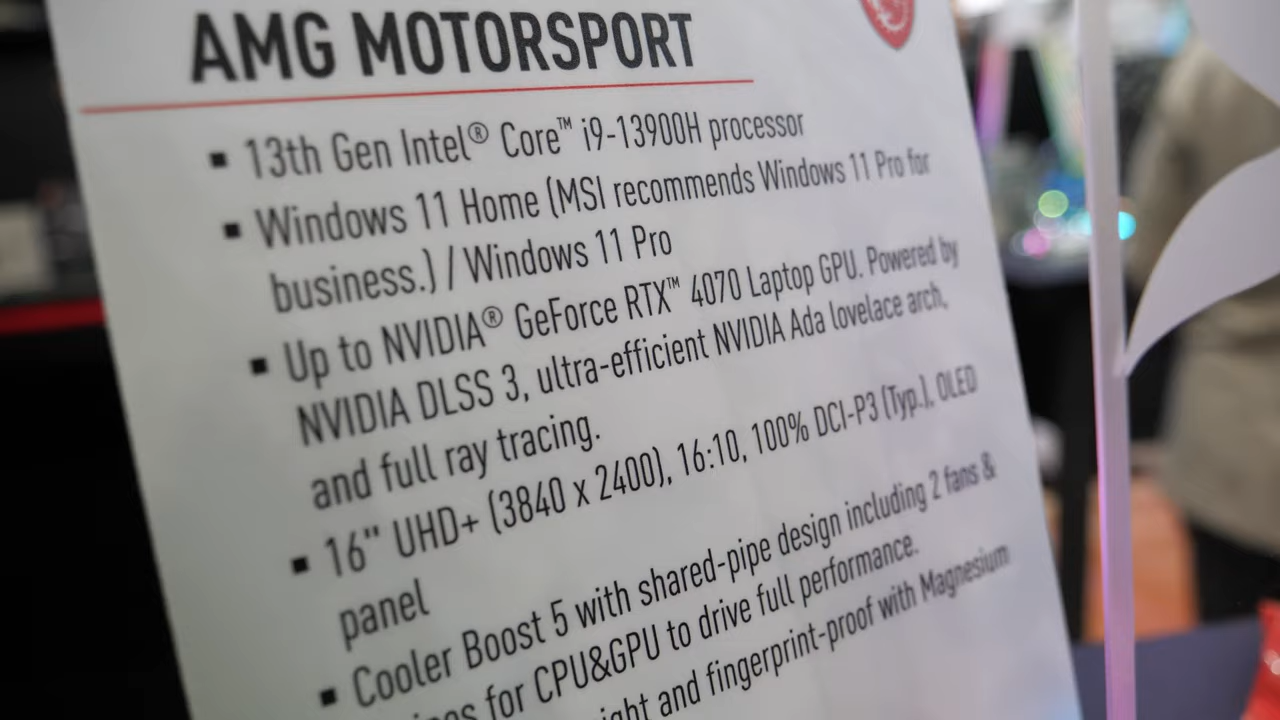 AMG MOTORSPORT
▪ 13th Gen Intel® Core™ i9-13900H processor
▪ Windows 11 Home (MSI recommends Windows 11 Pro for
business.) / Windows 11 Pro
▪ Up to NVIDIA® GeForce RTX™ 4070 Laptop GPU. Powered by
NVIDIA DLSS 3, ultra-efficient NVIDIA Ada lovelace arch,
and full ray tracing.
▪ 16" UHD+ (3840 x 2400), 16:10, 100% DCI-P3 (Typ.), OLED
panel
▪ Cooler Boost 5 with shared-pipe design including 2 fans &
for CPU&GPU to drive full performance.
and fingerprint-proof with Magnesium